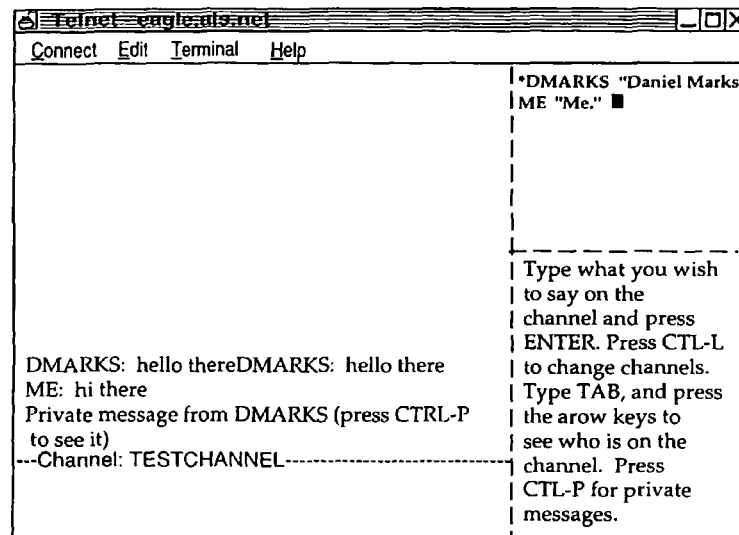 Telnet - eagle.ais.net
Connect Edit Terminal Help
*DMARKS "Daniel Marks
ME "Me."
DMARKS: hello thereDMARKS: hello there
ME: hi there
Private message from DMARKS (press CTRL-P
to see it)
---Channel: TESTCHANNEL---
Type what you wish
to say on the
channel and press
ENTER. Press CTL-L
to change channels.
Type TAB, and press
the arow keys to
see who is on the
channel. Press
CTL-P for private
messages.